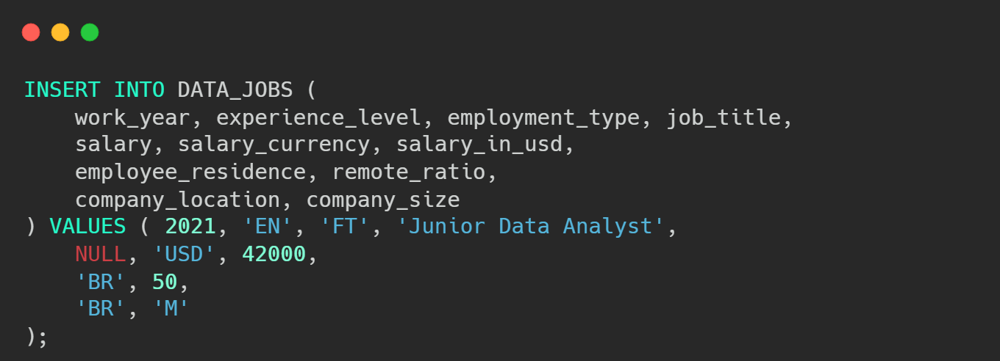 INSERT INTO DATA_JOBS (
    work_year, experience_level, employment_type, job_title,
    salary, salary_currency, salary_in_usd,
    employee_residence, remote_ratio,
    company_location, company_size
) VALUES ( 2021, 'EN', 'FT', 'Junior Data Analyst',
    NULL, 'USD', 42000,
    'BR', 50,
    'BR', 'M'
);